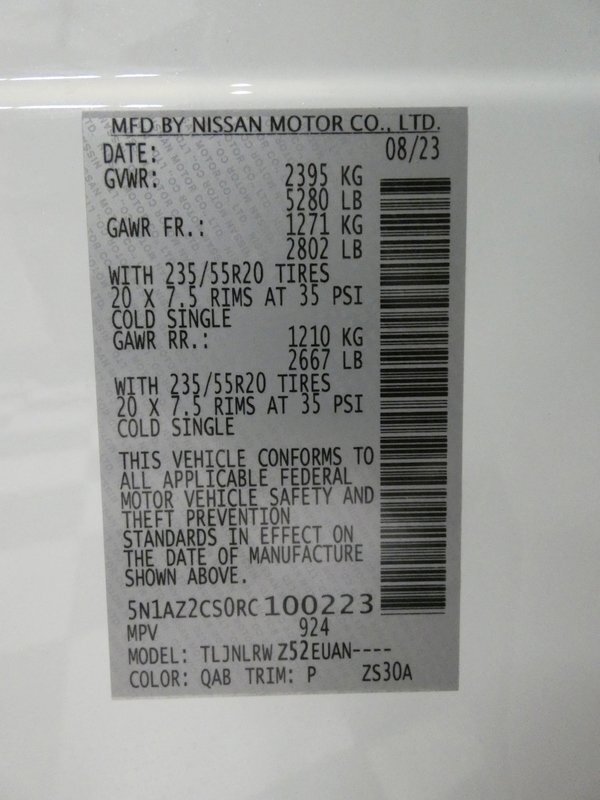 MFD BY NISSAN MOTOR CO., LTD.
DATE: 08/23
GVWR: 2395 KG
5280 LB
GAWR FR.: 1271 KG
2802 LB
WITH 235/55R20 TIRES
20 X 7.5 RIMS AT 35 PSI
COLD SINGLE
GAWR RR.: 1210 KG
2667 LB
WITH 235/55R20 TIRES
20 X 7.5 RIMS AT 35 PSI
COLD SINGLE
THIS VEHICLE CONFORMS TO
ALL APPLICABLE FEDERAL
MOTOR VEHICLE SAFETY AND
THEFT PREVENTION
STANDARDS IN EFFECT ON
THE DATE OF MANUFACTURE
SHOWN ABOVE.
5N1AZ2CS0RC100223
MPV 924
MODEL: TLJNLRW Z52EUAN----
COLOR: QAB TRIM: P ZS30A